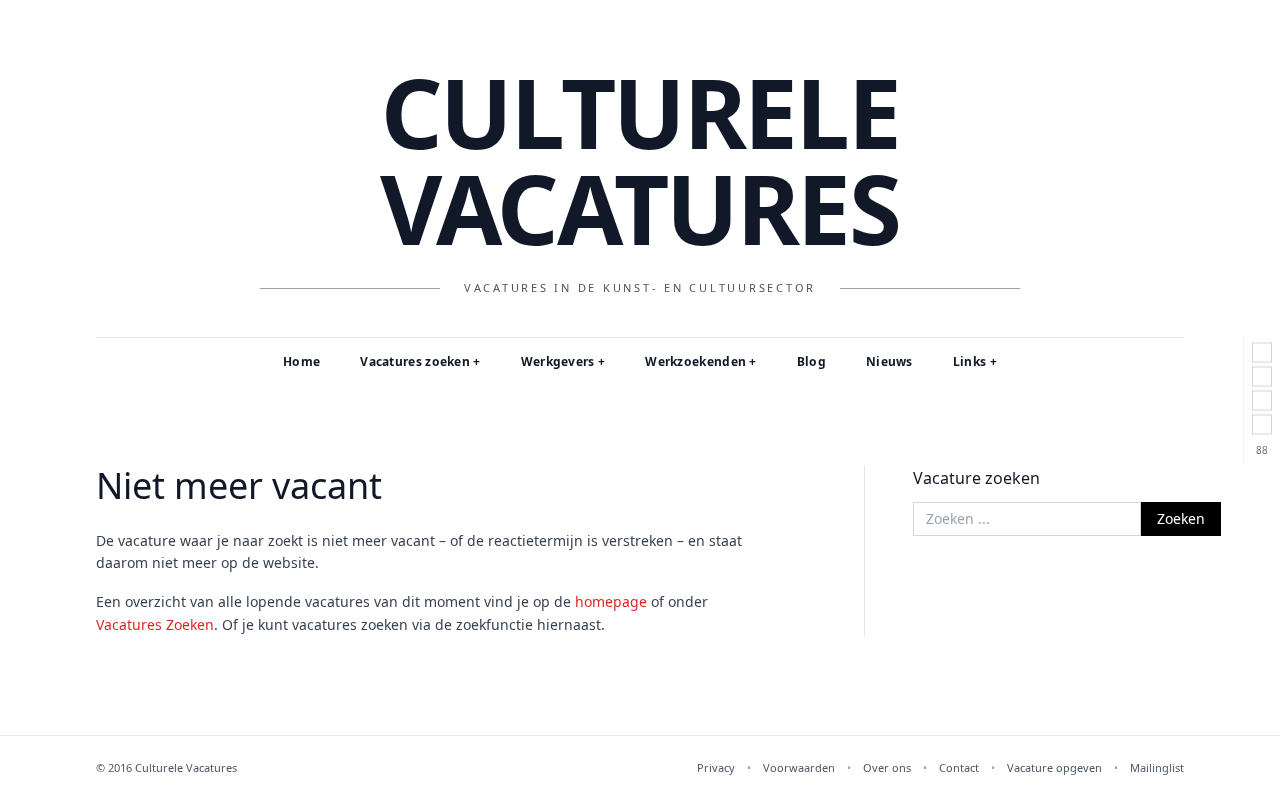 CULTURELE
VACATURES
VACATURES IN DE KUNST- EN CULTUURSECTOR
Home Vacatures zoeken + Werkgevers + Werkzoekenden + Blog Nieuws Links +
88
Niet meer vacant
De vacature waar je naar zoekt is niet meer vacant – of de reactietermijn is verstreken – en staat
daarom niet meer op de website.
Een overzicht van alle lopende vacatures van dit moment vind je op de homepage of onder
Vacatures Zoeken. Of je kunt vacatures zoeken via de zoekfunctie hiernaast.
Vacature zoeken
Zoeken ... Zoeken
© 2016 Culturele Vacatures
Privacy • Voorwaarden • Over ons • Contact • Vacature opgeven • Mailinglist